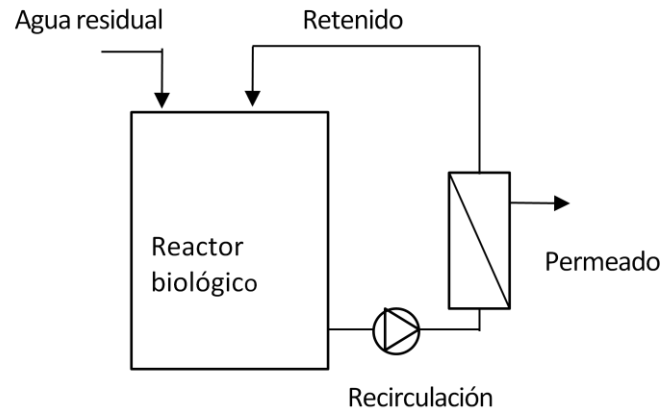 Agua residual
Retenido
Reactor
biológico
Permeado
Recirculación